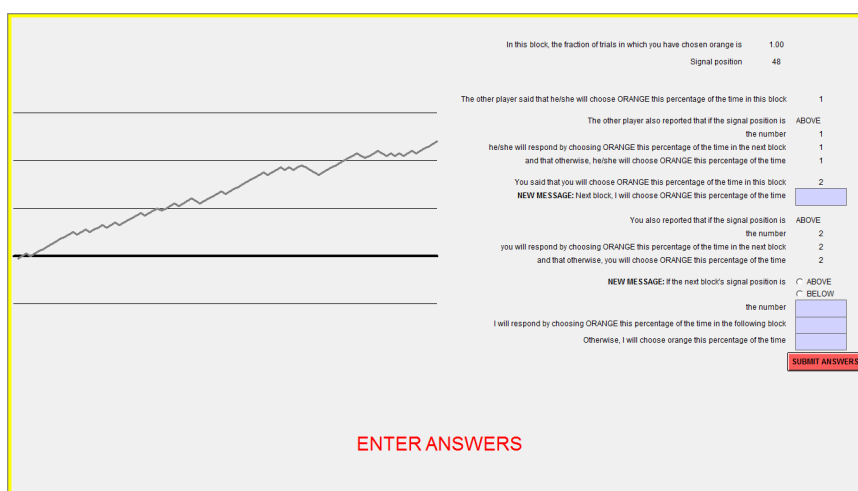 In this block, the fraction of trials in which you have chosen orange is 1.00
Signal position 48
The other player said that he/she will choose ORANGE this percentage of the time in this block 1
The other player also reported that if the signal position is ABOVE
the number 1
he/she will respond by choosing ORANGE this percentage of the time in the next block 1
and that otherwise, he/she will choose ORANGE this percentage of the time 1
You said that you will choose ORANGE this percentage of the time in this block 2
NEW MESSAGE: Next block, I will choose ORANGE this percentage of the time
You also reported that if the signal position is ABOVE
the number 2
you will respond by choosing ORANGE this percentage of the time in the next block 2
and that otherwise, you will choose ORANGE this percentage of the time 2
NEW MESSAGE: If the next block's signal position is ABOVE
BELOW
the number
I will respond by choosing ORANGE this percentage of the time in the following block
Otherwise, I will choose orange this percentage of the time
SUBMIT ANSWERS
ENTER ANSWERS